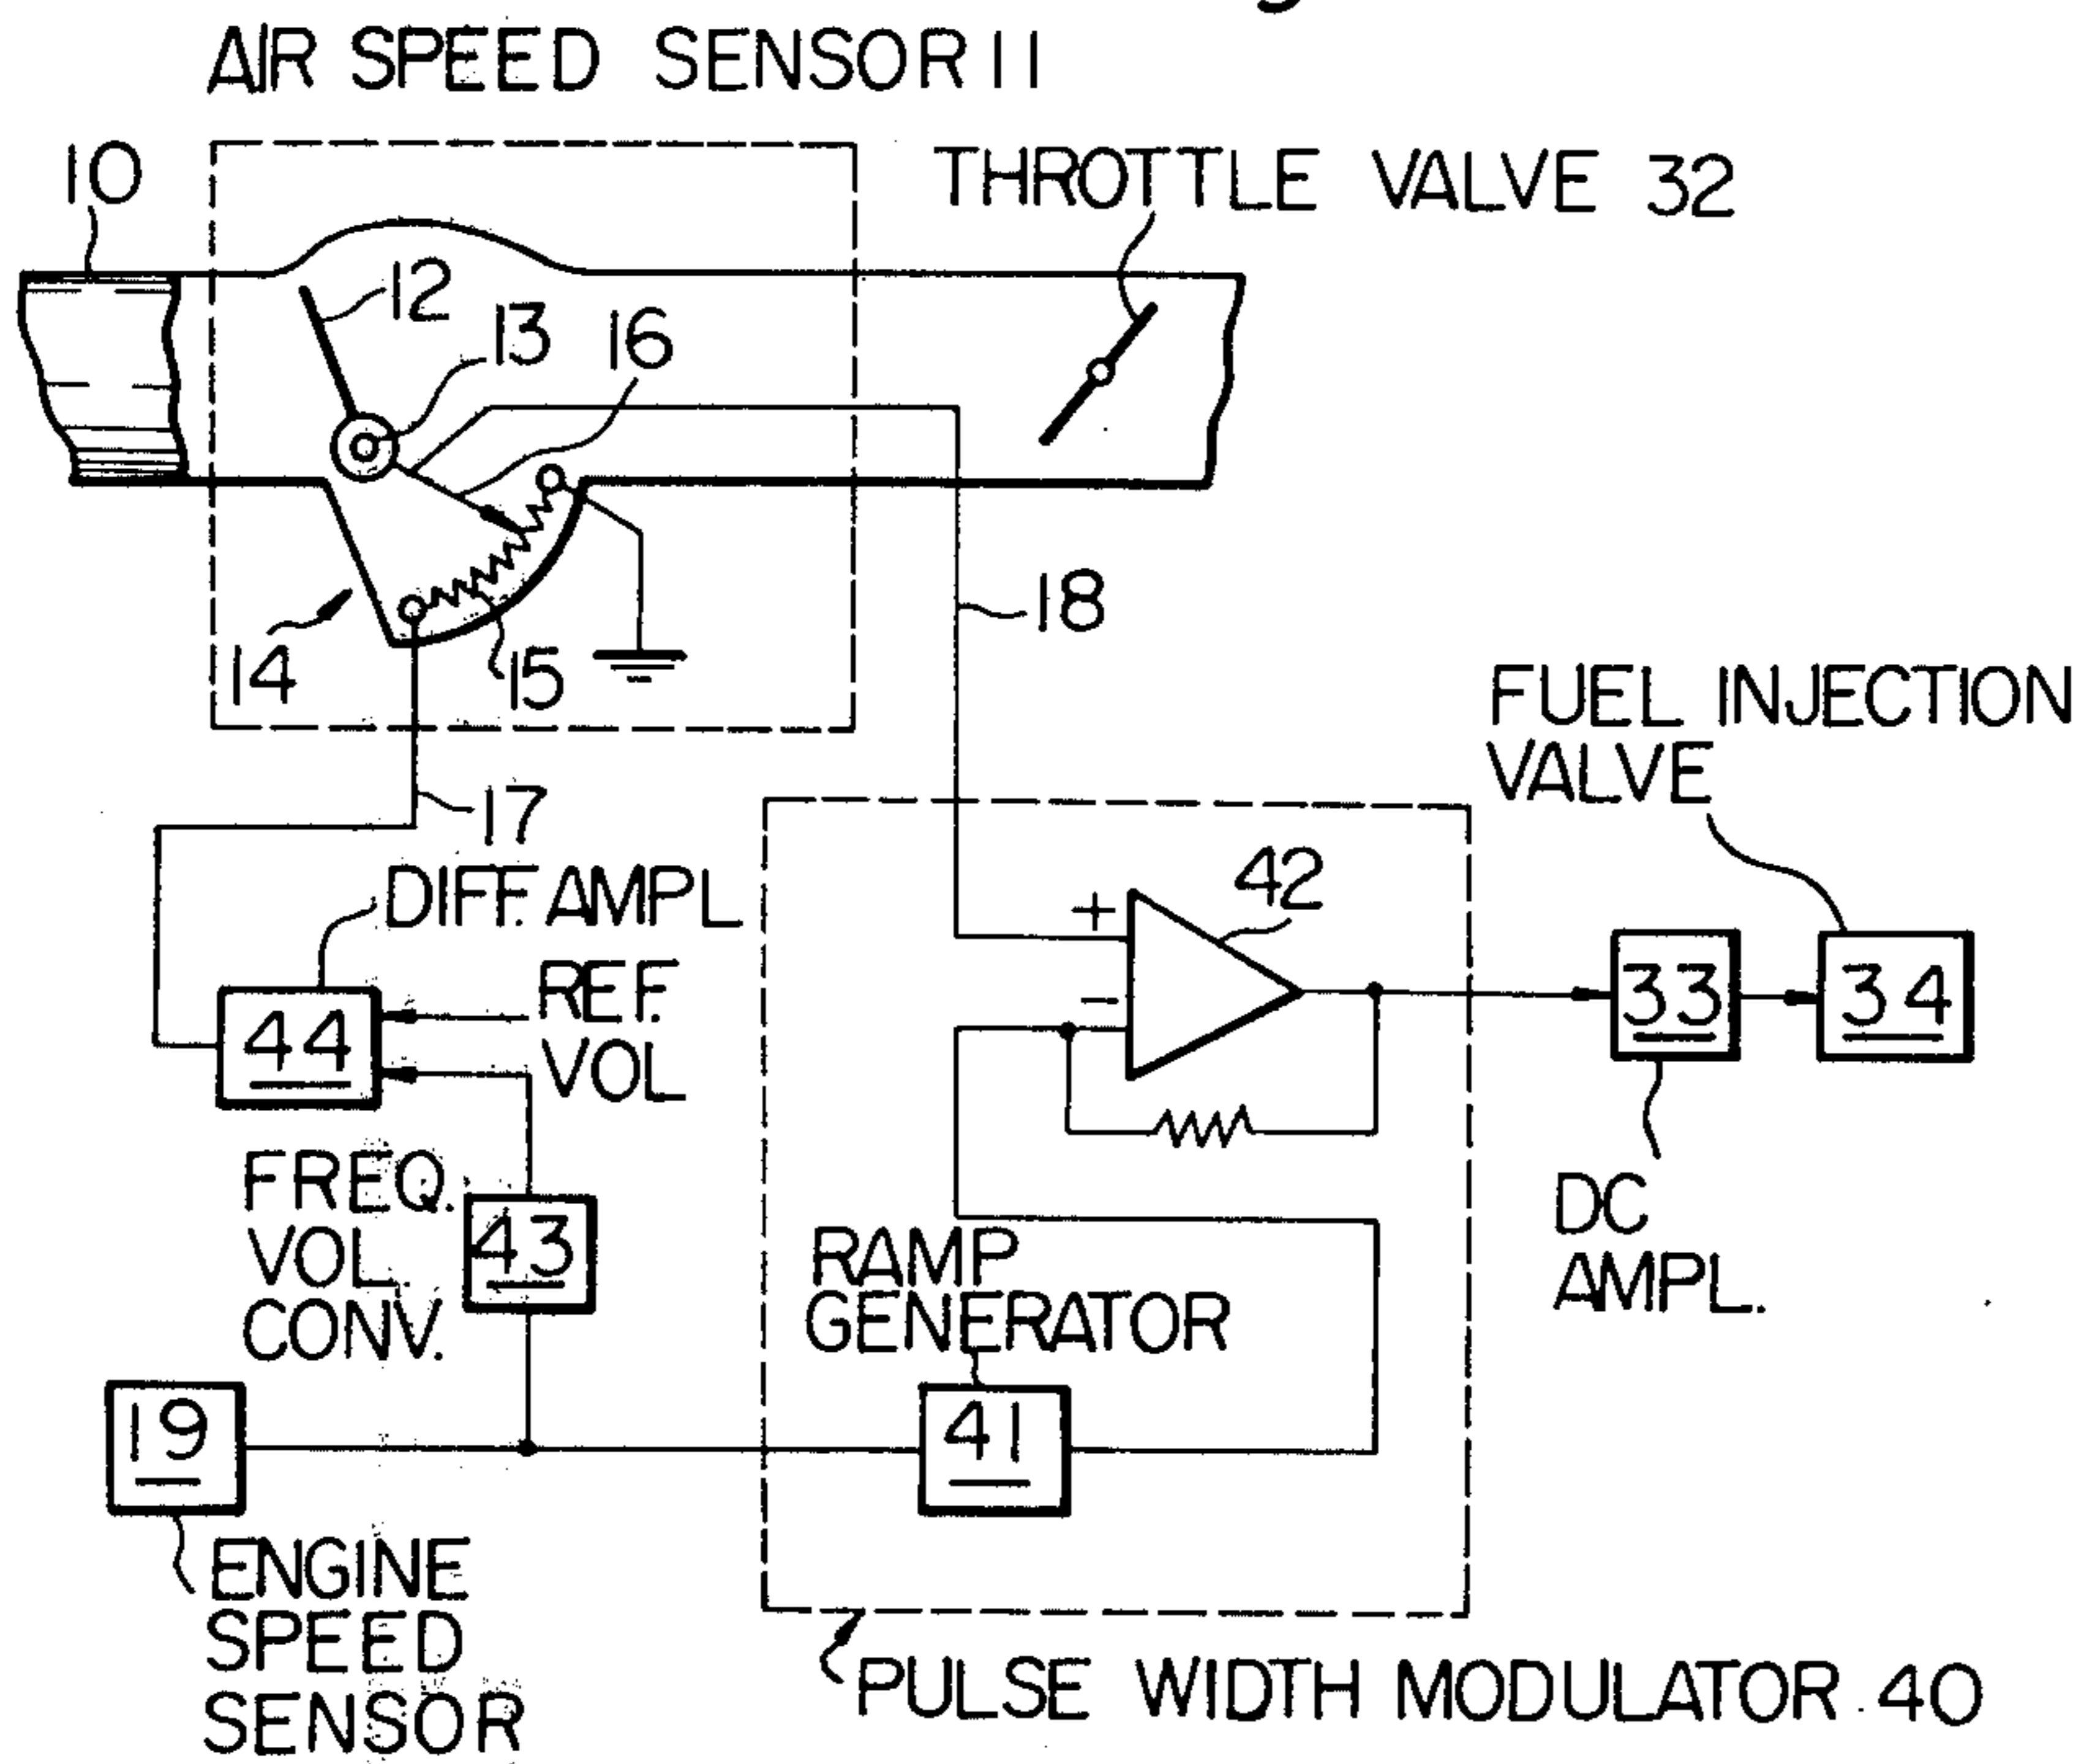 AIR SPEED SENSOR 11
10
THROTTLE VALVE 32
12
13
16
18
14
15
FUEL INJECTION
VALVE
17
42
DIFF. AMPL
+
REF.
VOL
44
−
33
34
FREQ.
VOL.
CONV.
43
DC
AMPL.
RAMP
GENERATOR
19
41
ENGINE
SPEED
SENSOR
PULSE WIDTH MODULATOR 40